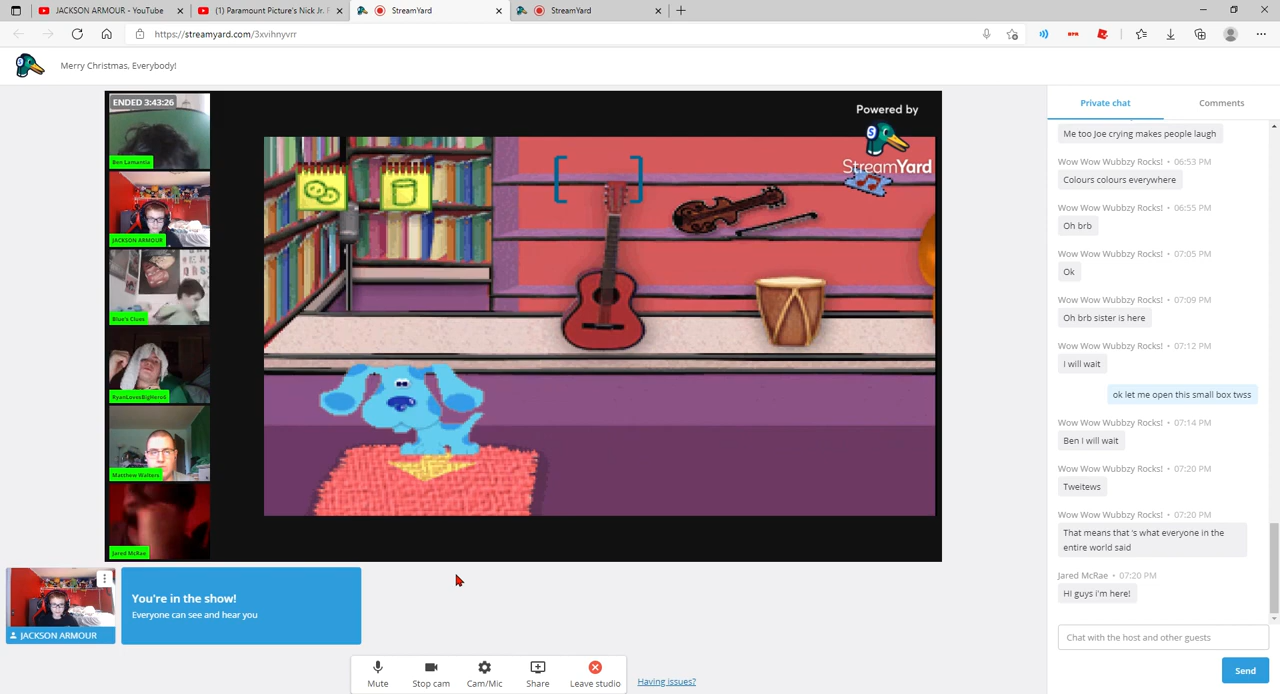 JACKSON ARMOUR - YouTube
(1) Paramount Picture's Nick Jr. F
StreamYard
StreamYard
https://streamyard.com/3xvihnyvrr
Merry Christmas, Everybody!
ENDED 3:43:26
Ben Lamantia
JACKSON ARMOUR
Blue's Clues
RyanLovesBigHero6
Matthew Walters
Jared McRae
Powered by
StreamYard
You're in the show!
Everyone can see and hear you
JACKSON ARMOUR
Mute
Stop cam
Cam/Mic
Share
Leave studio
Having issues?
Private chat
Comments
Me too Joe crying makes people laugh
Wow Wow Wubbzy Rocks! • 06:53 PM
Colours colours everywhere
Wow Wow Wubbzy Rocks! • 06:55 PM
Oh brb
Wow Wow Wubbzy Rocks! • 07:05 PM
Ok
Wow Wow Wubbzy Rocks! • 07:09 PM
Oh brb sister is here
Wow Wow Wubbzy Rocks! • 07:12 PM
I will wait
ok let me open this small box twss
Wow Wow Wubbzy Rocks! • 07:14 PM
Ben I will wait
Wow Wow Wubbzy Rocks! • 07:20 PM
Tweitews
Wow Wow Wubbzy Rocks! • 07:20 PM
That means that 's what everyone in the
entire world said
Jared McRae • 07:20 PM
HI guys i'm here!
Chat with the host and other guests
Send